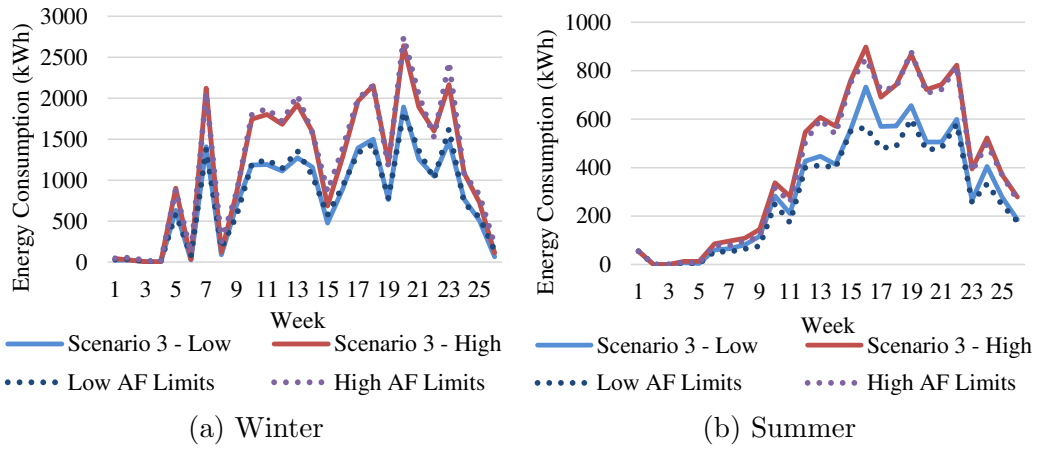 Energy Consumption (kWh)
3000
2500
2000
1500
1000
500
0
1 3 5 7 9 11 13 15 17 19 21 23 25
Week
Scenario 3 - Low Scenario 3 - High
Low AF Limits High AF Limits
(a) Winter
Energy Consumption (kWh)
1000
800
600
400
200
0
1 3 5 7 9 11 13 15 17 19 21 23 25
Week
Scenario 3 - Low Scenario 3 - High
Low AF Limits High AF Limits
(b) Summer